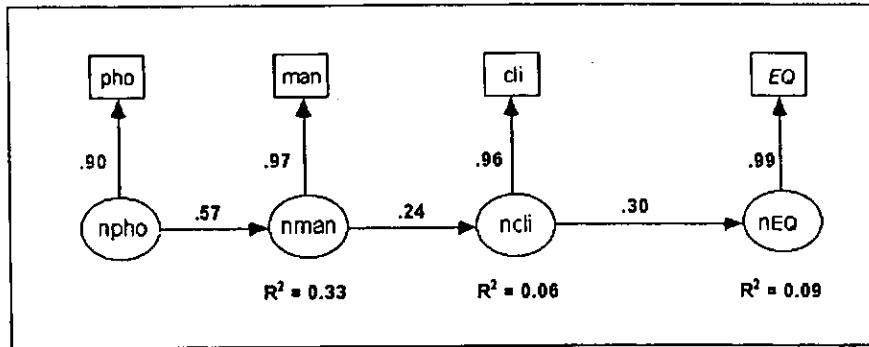 pho man cli EQ
.90 .97 .96 .99
.57 .24 .30
npho nman ncli nEQ
R² = 0.33 R² = 0.06 R² = 0.09